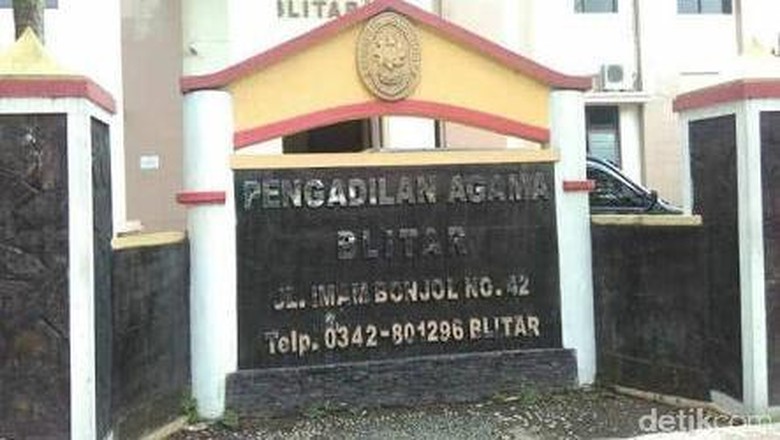 BLITAR
PENGADILAN AGAMA
BLITAR
JL. IMAM BONJOL NO. 42
Telp. 0342-801296 BLITAR
detikcom